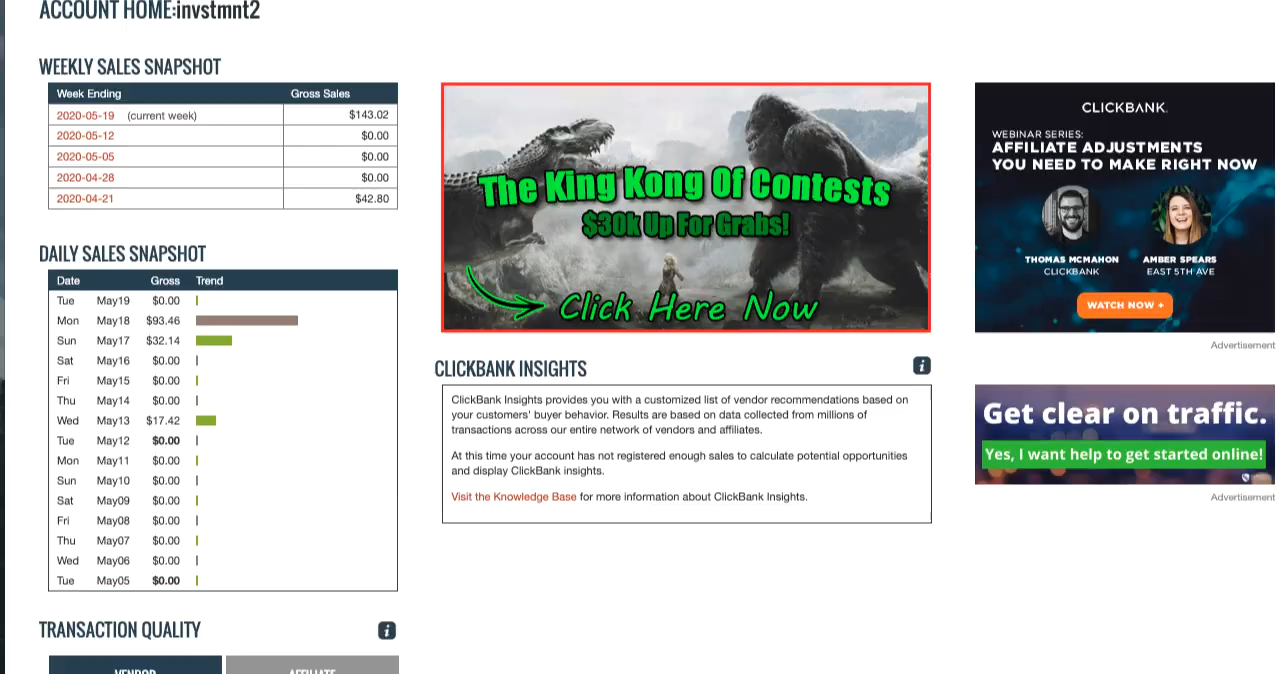 ACCOUNT HOME:invstmnt2
WEEKLY SALES SNAPSHOT
Week Ending Gross Sales
2020-05-19 (current week) $143.02
2020-05-12 $0.00
2020-05-05 $0.00
2020-04-28 $0.00
2020-04-21 $42.80
DAILY SALES SNAPSHOT
Date Gross Trend
Tue May19 $0.00
Mon May18 $93.46
Sun May17 $32.14
Sat May16 $0.00
Fri May15 $0.00
Thu May14 $0.00
Wed May13 $17.42
Tue May12 $0.00
Mon May11 $0.00
Sun May10 $0.00
Sat May09 $0.00
Fri May08 $0.00
Thu May07 $0.00
Wed May06 $0.00
Tue May05 $0.00
TRANSACTION QUALITY
i
VENDOR AFFILIATE
The King Kong Of Contests
$30k Up For Grabs!
Click Here Now
CLICKBANK INSIGHTS
i
ClickBank Insights provides you with a customized list of vendor recommendations based on
your customers' buyer behavior. Results are based on data collected from millions of
transactions across our entire network of vendors and affiliates.
At this time your account has not registered enough sales to calculate potential opportunities
and display ClickBank insights.
Visit the Knowledge Base for more information about ClickBank Insights.
CLICKBANK
WEBINAR SERIES:
AFFILIATE ADJUSTMENTS
YOU NEED TO MAKE RIGHT NOW
THOMAS MCMAHON AMBER SPEARS
CLICKBANK EAST 5TH AVE
WATCH NOW +
Advertisement
Get clear on traffic.
Yes, I want help to get started online!
Advertisement